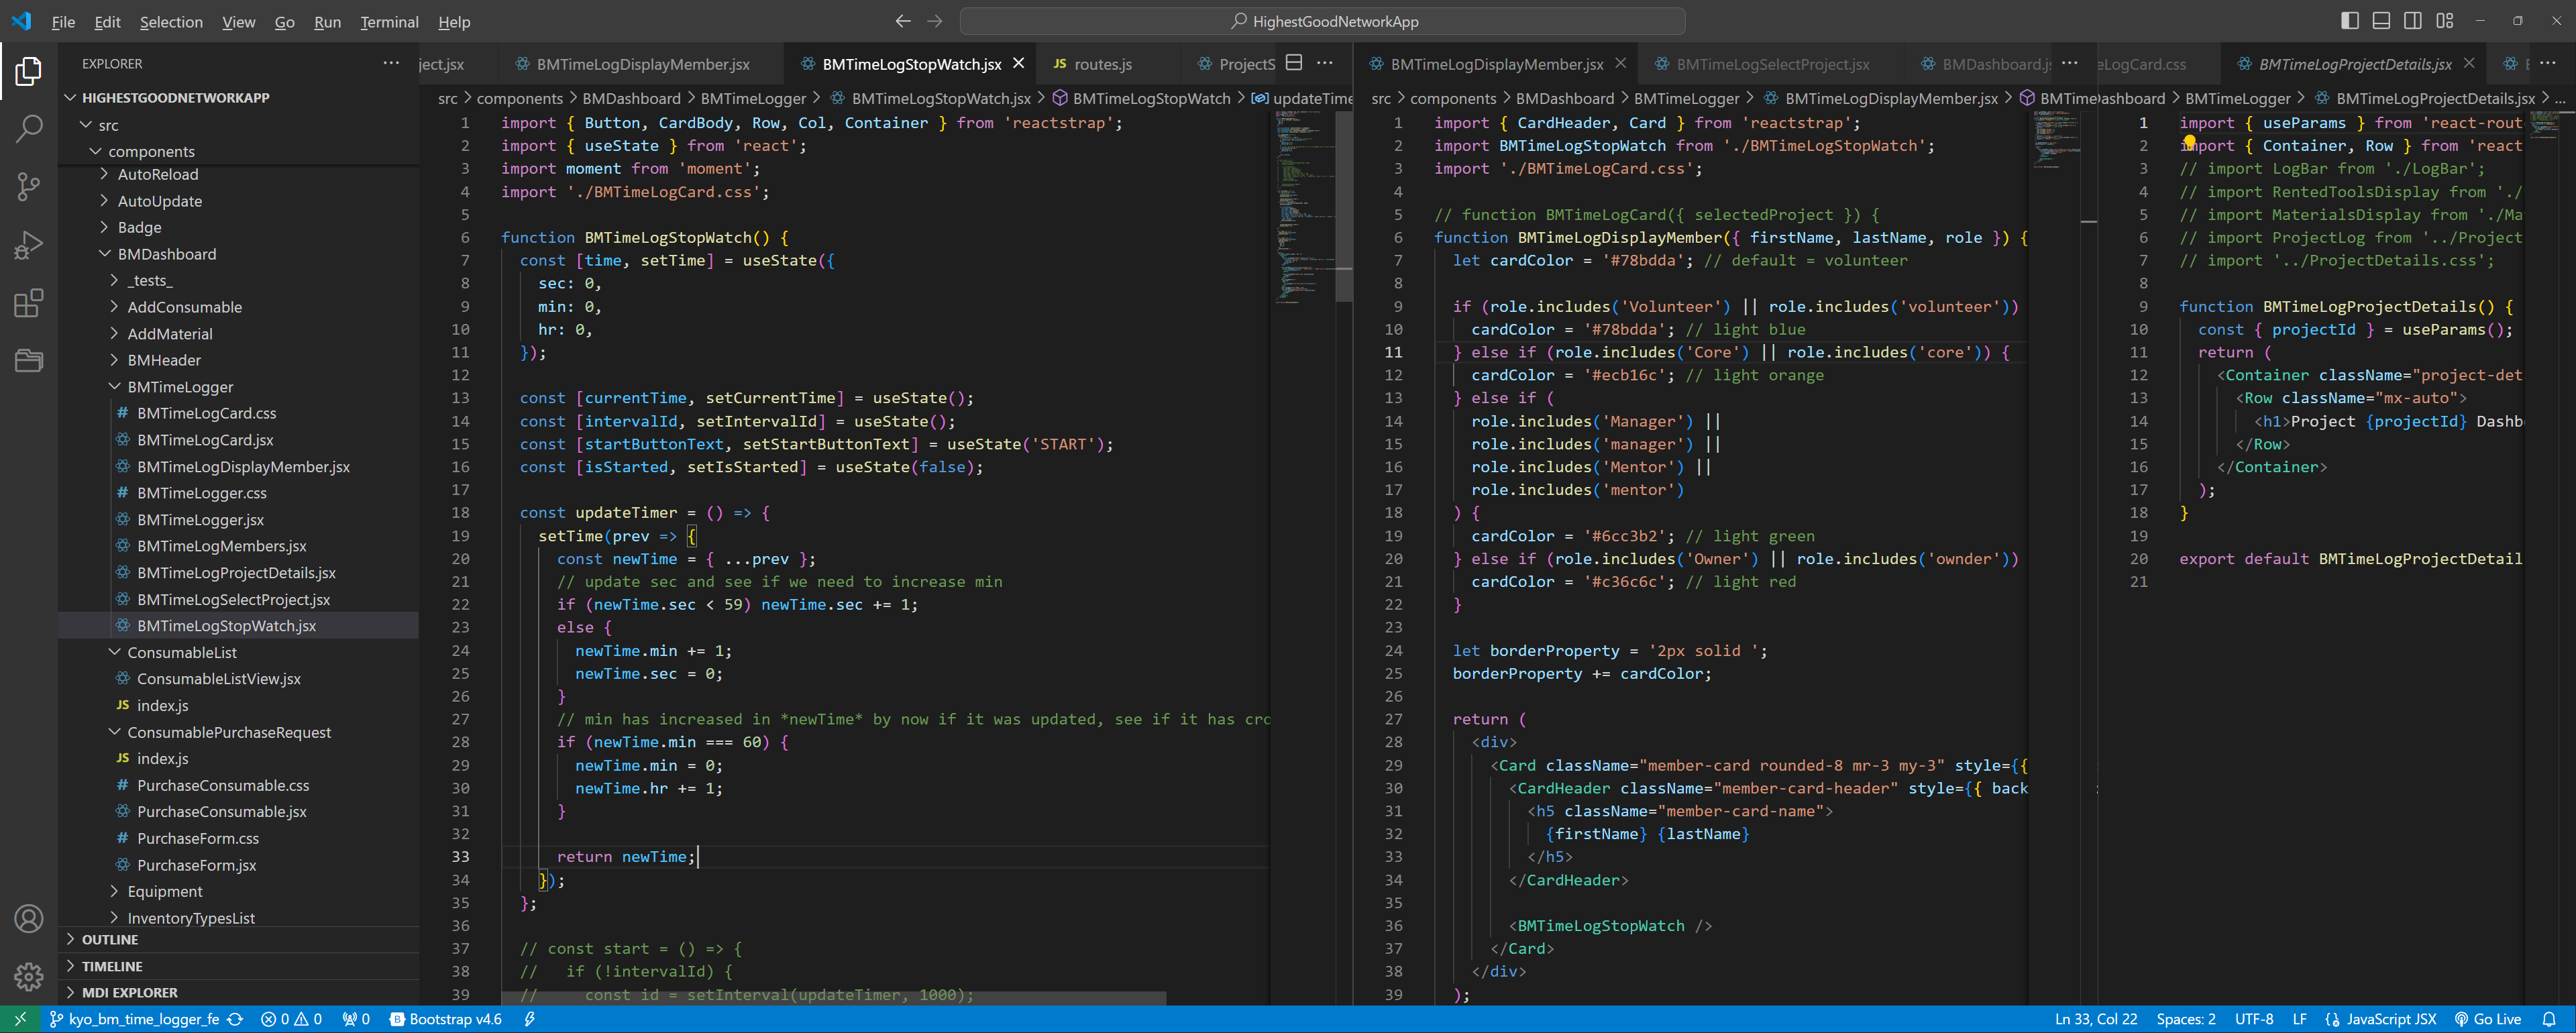 File Edit Selection View Go Run Terminal Help
HighestGoodNetworkApp
EXPLORER
HIGHESTGOODNETWORKAPP
src
components
AutoReload
AutoUpdate
Badge
BMDashboard
_tests_
AddConsumable
AddMaterial
BMHeader
BMTimeLogger
# BMTimeLogCard.css
BMTimeLogCard.jsx
BMTimeLogDisplayMember.jsx
# BMTimeLogger.css
BMTimeLogger.jsx
BMTimeLogMembers.jsx
BMTimeLogProjectDetails.jsx
BMTimeLogSelectProject.jsx
BMTimeLogStopWatch.jsx
ConsumableList
ConsumableListView.jsx
JS index.js
ConsumablePurchaseRequest
JS index.js
# PurchaseConsumable.css
PurchaseConsumable.jsx
# PurchaseForm.css
PurchaseForm.jsx
Equipment
InventoryTypesList
OUTLINE
TIMELINE
MDI EXPLORER
ject.jsx BMTimeLogDisplayMember.jsx BMTimeLogStopWatch.jsx JS routes.js ProjectS
src > components > BMDashboard > BMTimeLogger > BMTimeLogStopWatch.jsx > BMTimeLogStopWatch > updateTime
1 import { Button, CardBody, Row, Col, Container } from 'reactstrap';
2 import { useState } from 'react';
3 import moment from 'moment';
4 import './BMTimeLogCard.css';
5
6 function BMTimeLogStopWatch() {
7 const [time, setTime] = useState({
8 sec: 0,
9 min: 0,
10 hr: 0,
11 });
12
13 const [currentTime, setCurrentTime] = useState();
14 const [intervalId, setIntervalId] = useState();
15 const [startButtonText, setStartButtonText] = useState('START');
16 const [isStarted, setIsStarted] = useState(false);
17
18 const updateTimer = () => {
19 setTime(prev => {
20 const newTime = { ...prev };
21 // update sec and see if we need to increase min
22 if (newTime.sec < 59) newTime.sec += 1;
23 else {
24 newTime.min += 1;
25 newTime.sec = 0;
26 }
27 // min has increased in *newTime* by now if it was updated, see if it has cro
28 if (newTime.min === 60) {
29 newTime.min = 0;
30 newTime.hr += 1;
31 }
32
33 return newTime;
34 });
35 };
36
37 // const start = () => {
38 // if (!intervalId) {
39 // const id = setInterval(updateTimer, 1000);
BMTimeLogDisplayMember.jsx BMTimeLogSelectProject.jsx BMDashboard.js
src > components > BMDashboard > BMTimeLogger > BMTimeLogDisplayMember.jsx > BMTime
1 import { CardHeader, Card } from 'reactstrap';
2 import BMTimeLogStopWatch from './BMTimeLogStopWatch';
3 import './BMTimeLogCard.css';
4
5 // function BMTimeLogCard({ selectedProject }) {
6 function BMTimeLogDisplayMember({ firstName, lastName, role }) {
7 let cardColor = '#78bdda'; // default = volunteer
8
9 if (role.includes('Volunteer') || role.includes('volunteer'))
10 cardColor = '#78bdda'; // light blue
11 } else if (role.includes('Core') || role.includes('core')) {
12 cardColor = '#ecb16c'; // light orange
13 } else if (
14 role.includes('Manager') ||
15 role.includes('manager') ||
16 role.includes('Mentor') ||
17 role.includes('mentor')
18 ) {
19 cardColor = '#6cc3b2'; // light green
20 } else if (role.includes('Owner') || role.includes('ownder'))
21 cardColor = '#c36c6c'; // light red
22 }
23
24 let borderProperty = '2px solid ';
25 borderProperty += cardColor;
26
27 return (
28 <div>
29 <Card className="member-card rounded-8 mr-3 my-3" style={{
30 <CardHeader className="member-card-header" style={{ back
31 <h5 className="member-card-name">
32 {firstName} {lastName}
33 </h5>
34 </CardHeader>
35
36 <BMTimeLogStopWatch />
37 </Card>
38 </div>
39 );
eLogCard.css BMTimeLogProjectDetails.jsx
ashboard > BMTimeLogger > BMTimeLogProjectDetails.jsx > ...
1 import { useParams } from 'react-rout
2 import { Container, Row } from 'react
3 // import LogBar from './LogBar';
4 // import RentedToolsDisplay from './
5 // import MaterialsDisplay from './Ma
6 // import ProjectLog from '../Project
7 // import '../ProjectDetails.css';
8
9 function BMTimeLogProjectDetails() {
10 const { projectId } = useParams();
11 return (
12 <Container className="project-det
13 <Row className="mx-auto">
14 <h1>Project {projectId} Dashb
15 </Row>
16 </Container>
17 );
18 }
19
20 export default BMTimeLogProjectDetail
21
kyo_bm_time_logger_fe 0 0 0 B Bootstrap v4.6 Ln 33, Col 22 Spaces: 2 UTF-8 LF {} JavaScript JSX Go Live